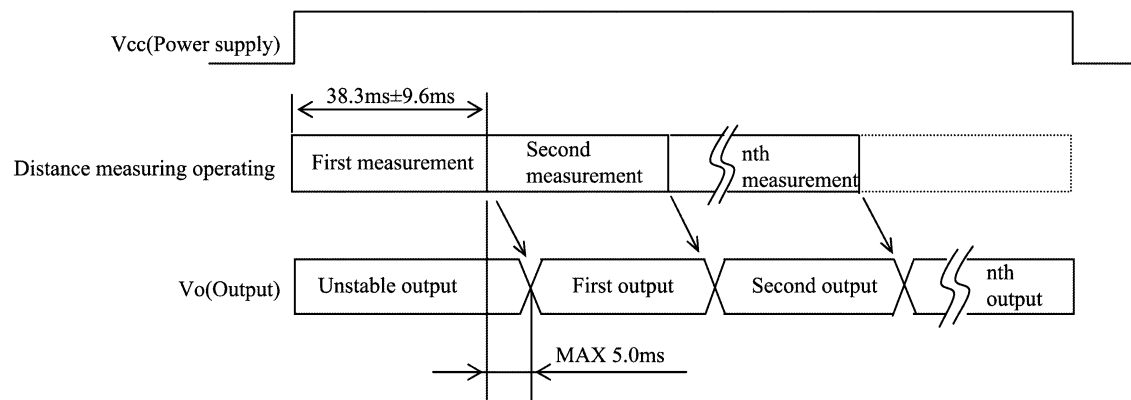 Vcc(Power supply)
38.3ms±9.6ms
Distance measuring operating
First measurement
Second
measurement
nth
measurement
Vo(Output)
Unstable output
First output
Second output
nth
output
MAX 5.0ms